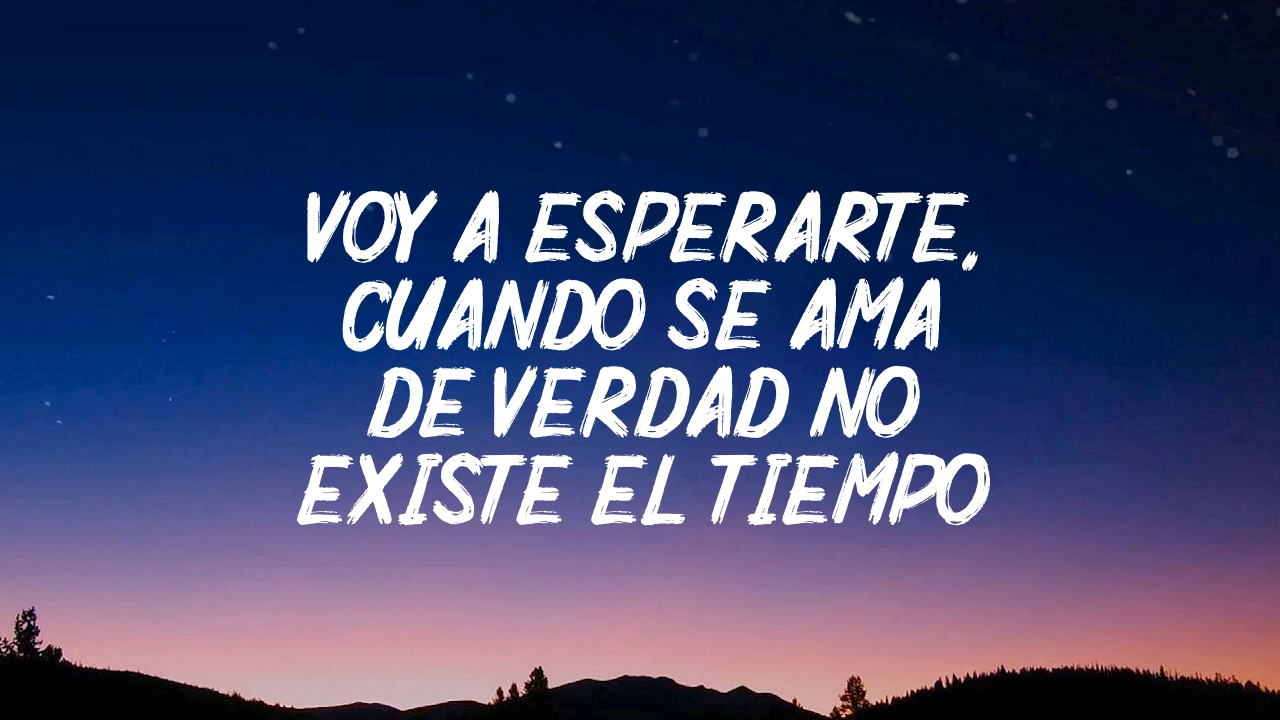 VOY A ESPERARTE,
CUANDO SE AMA
DE VERDAD NO
EXISTE EL TIEMPO